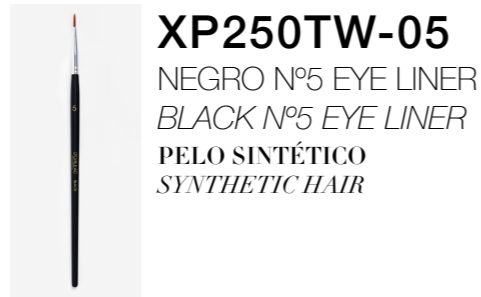 XP250TW-05
NEGRO Nº5 EYE LINER
BLACK Nº5 EYE LINER
PELO SINTÉTICO
SYNTHETIC HAIR
5